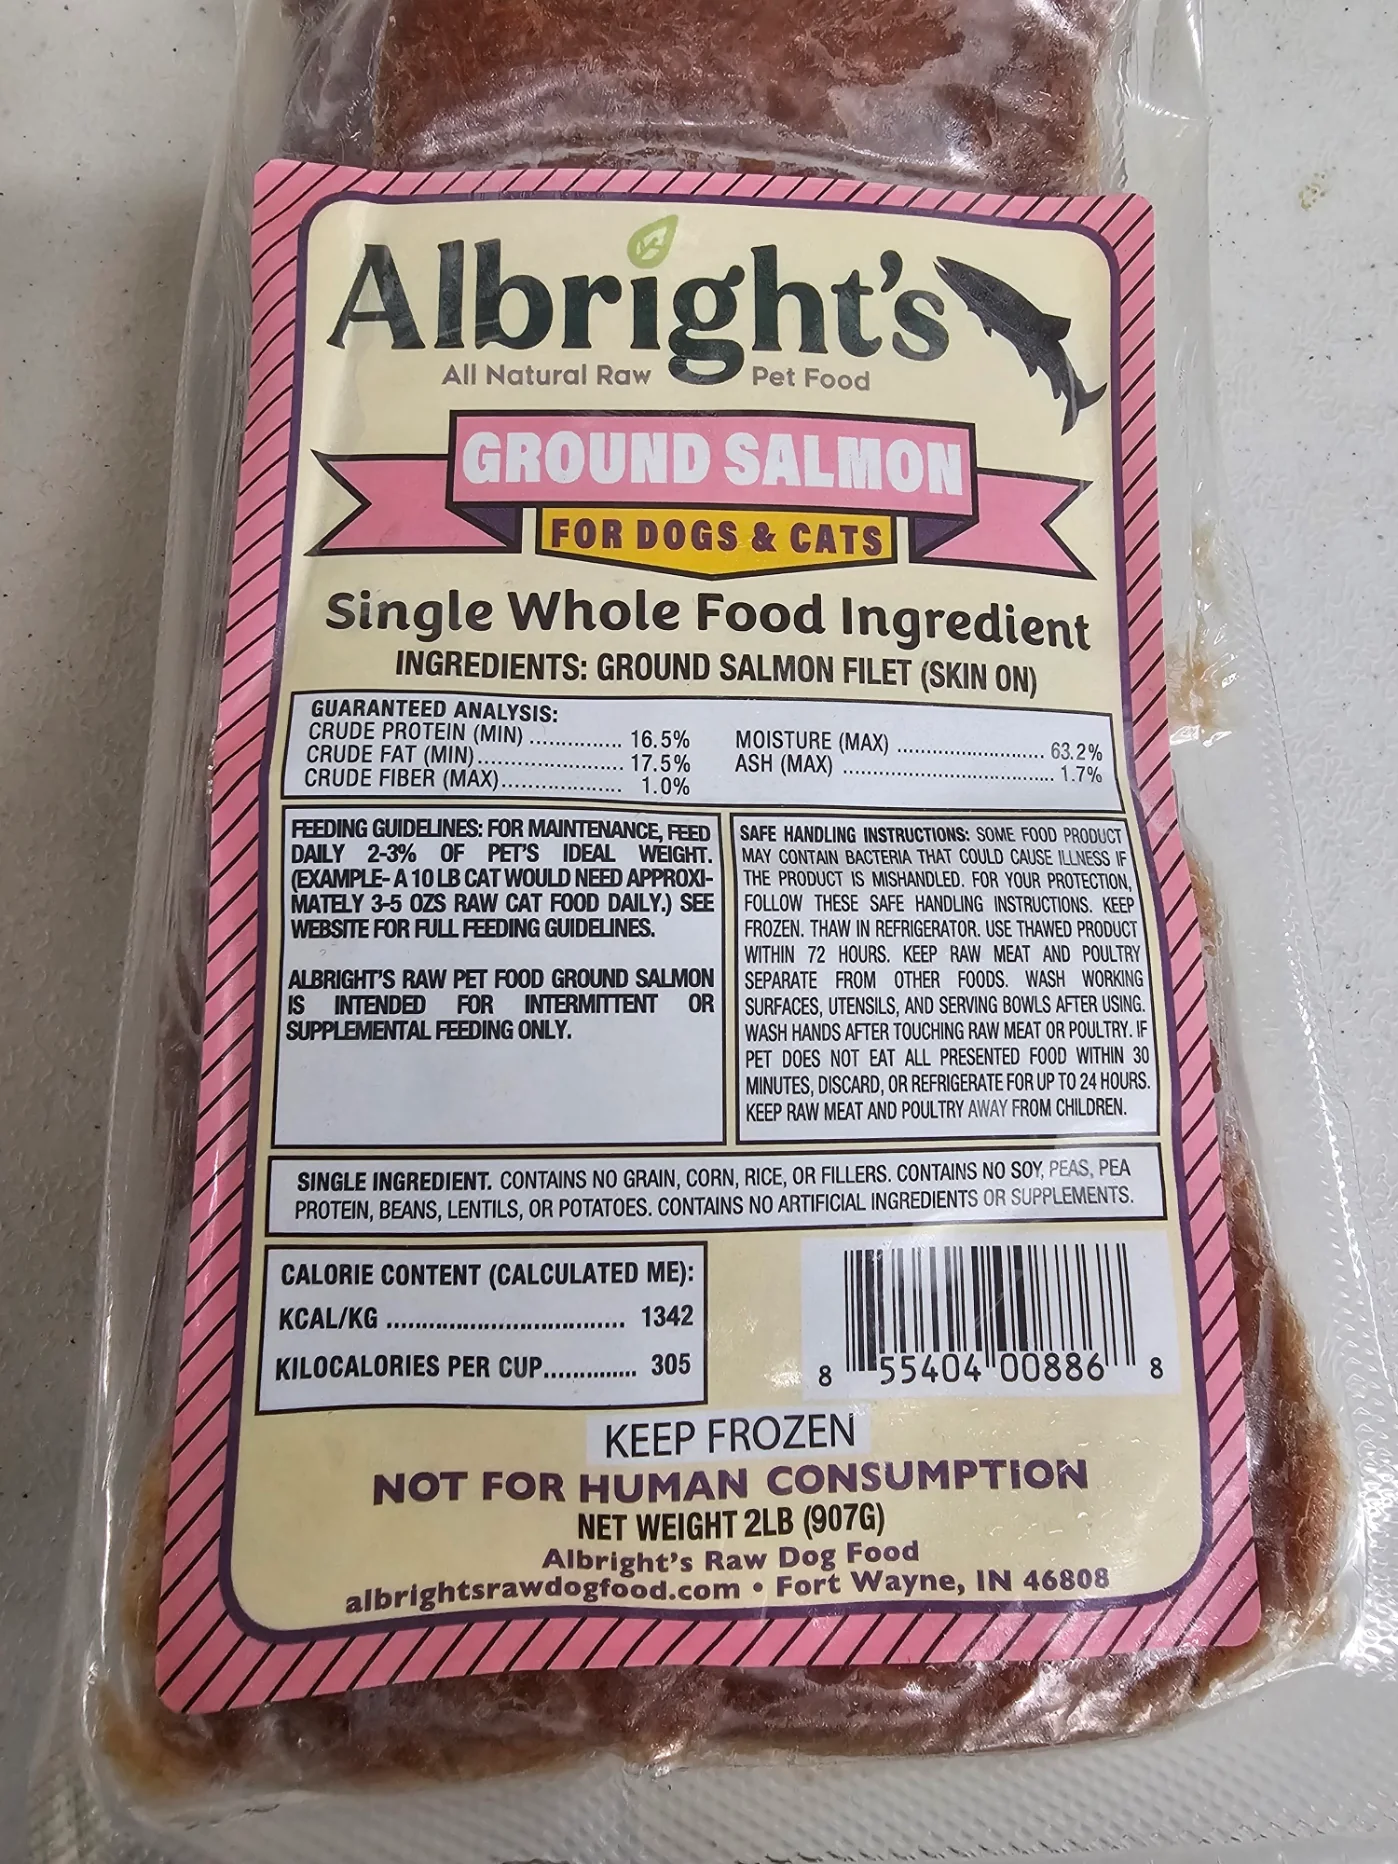 Albright's
All Natural Raw Pet Food
GROUND SALMON
FOR DOGS & CATS
Single Whole Food Ingredient
INGREDIENTS: GROUND SALMON FILET (SKIN ON)
GUARANTEED ANALYSIS:
CRUDE PROTEIN (MIN) .............. 16.5%
CRUDE FAT (MIN)...................... 17.5%
CRUDE FIBER (MAX).................. 1.0%
MOISTURE (MAX) ....................... 63.2%
ASH (MAX) ................................. 1.7%
FEEDING GUIDELINES: FOR MAINTENANCE, FEED
DAILY 2-3% OF PET'S IDEAL WEIGHT.
(EXAMPLE- A 10 LB CAT WOULD NEED APPROXI-
MATELY 3-5 OZS RAW CAT FOOD DAILY.) SEE
WEBSITE FOR FULL FEEDING GUIDELINES.
ALBRIGHT'S RAW PET FOOD GROUND SALMON
IS INTENDED FOR INTERMITTENT OR
SUPPLEMENTAL FEEDING ONLY.
SAFE HANDLING INSTRUCTIONS: SOME FOOD PRODUCT
MAY CONTAIN BACTERIA THAT COULD CAUSE ILLNESS IF
THE PRODUCT IS MISHANDLED. FOR YOUR PROTECTION,
FOLLOW THESE SAFE HANDLING INSTRUCTIONS. KEEP
FROZEN. THAW IN REFRIGERATOR. USE THAWED PRODUCT
WITHIN 72 HOURS. KEEP RAW MEAT AND POULTRY
SEPARATE FROM OTHER FOODS. WASH WORKING
SURFACES, UTENSILS, AND SERVING BOWLS AFTER USING.
WASH HANDS AFTER TOUCHING RAW MEAT OR POULTRY. IF
PET DOES NOT EAT ALL PRESENTED FOOD WITHIN 30
MINUTES, DISCARD, OR REFRIGERATE FOR UP TO 24 HOURS.
KEEP RAW MEAT AND POULTRY AWAY FROM CHILDREN.
SINGLE INGREDIENT. CONTAINS NO GRAIN, CORN, RICE, OR FILLERS. CONTAINS NO SOY, PEAS, PEA
PROTEIN, BEANS, LENTILS, OR POTATOES. CONTAINS NO ARTIFICIAL INGREDIENTS OR SUPPLEMENTS.
CALORIE CONTENT (CALCULATED ME):
KCAL/KG .................................. 1342
KILOCALORIES PER CUP.............. 305
8 55404 00886 8
KEEP FROZEN
NOT FOR HUMAN CONSUMPTION
NET WEIGHT 2LB (907G)
Albright's Raw Dog Food
albrightsrawdogfood.com • Fort Wayne, IN 46808